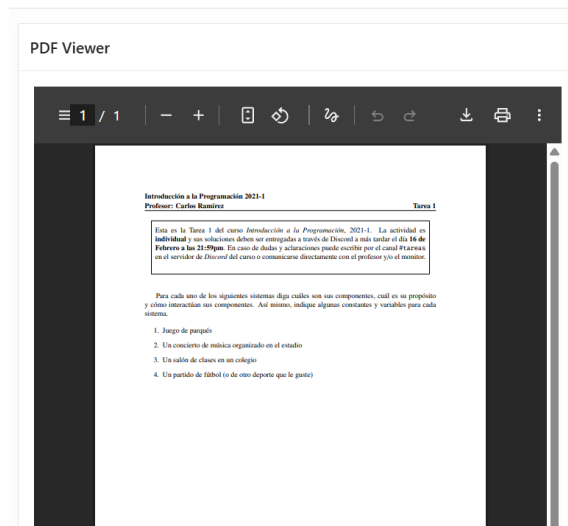 PDF Viewer
1 / 1
Introducción a la Programación 2021-1
Profesor: Carlos Ramírez Tarea 1
Esta es la Tarea 1 del curso Introducción a la Programación, 2021-1. La actividad es
individual y sus soluciones deben ser entregadas a través de Discord a más tardar el día 16 de
Febrero a las 21:59pm. En caso de dudas y aclaraciones puede escribir por el canal #tareas
en el servidor de Discord del curso o comunicarse directamente con el profesor y/o el monitor.
Para cada uno de los siguientes sistemas diga cuáles son sus componentes, cuál es su propósito
y cómo interactúan sus componentes. Así mismo, indique algunas constantes y variables para cada
sistema.
1. Juego de parqués
2. Un concierto de música organizado en el estadio
3. Un salón de clases en un colegio
4. Un partido de fútbol (o de otro deporte que le guste)